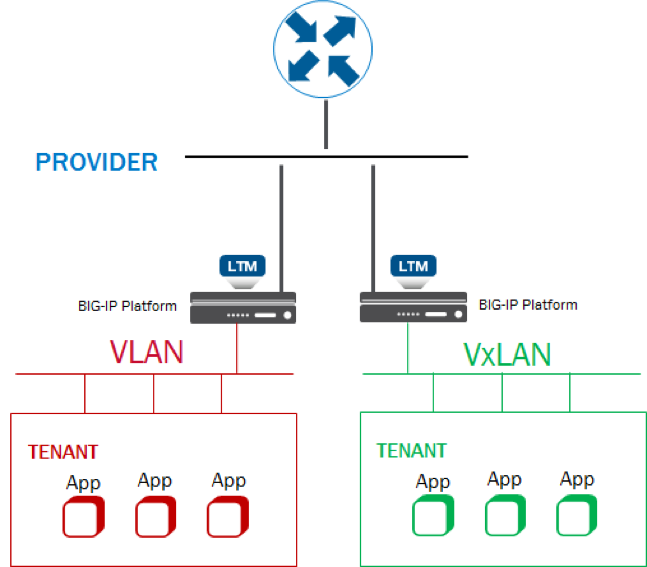 PROVIDER
LTM
LTM
BIG-IP Platform
BIG-IP Platform
VLAN
VxLAN
TENANT
App
App
App
TENANT
App
App
App